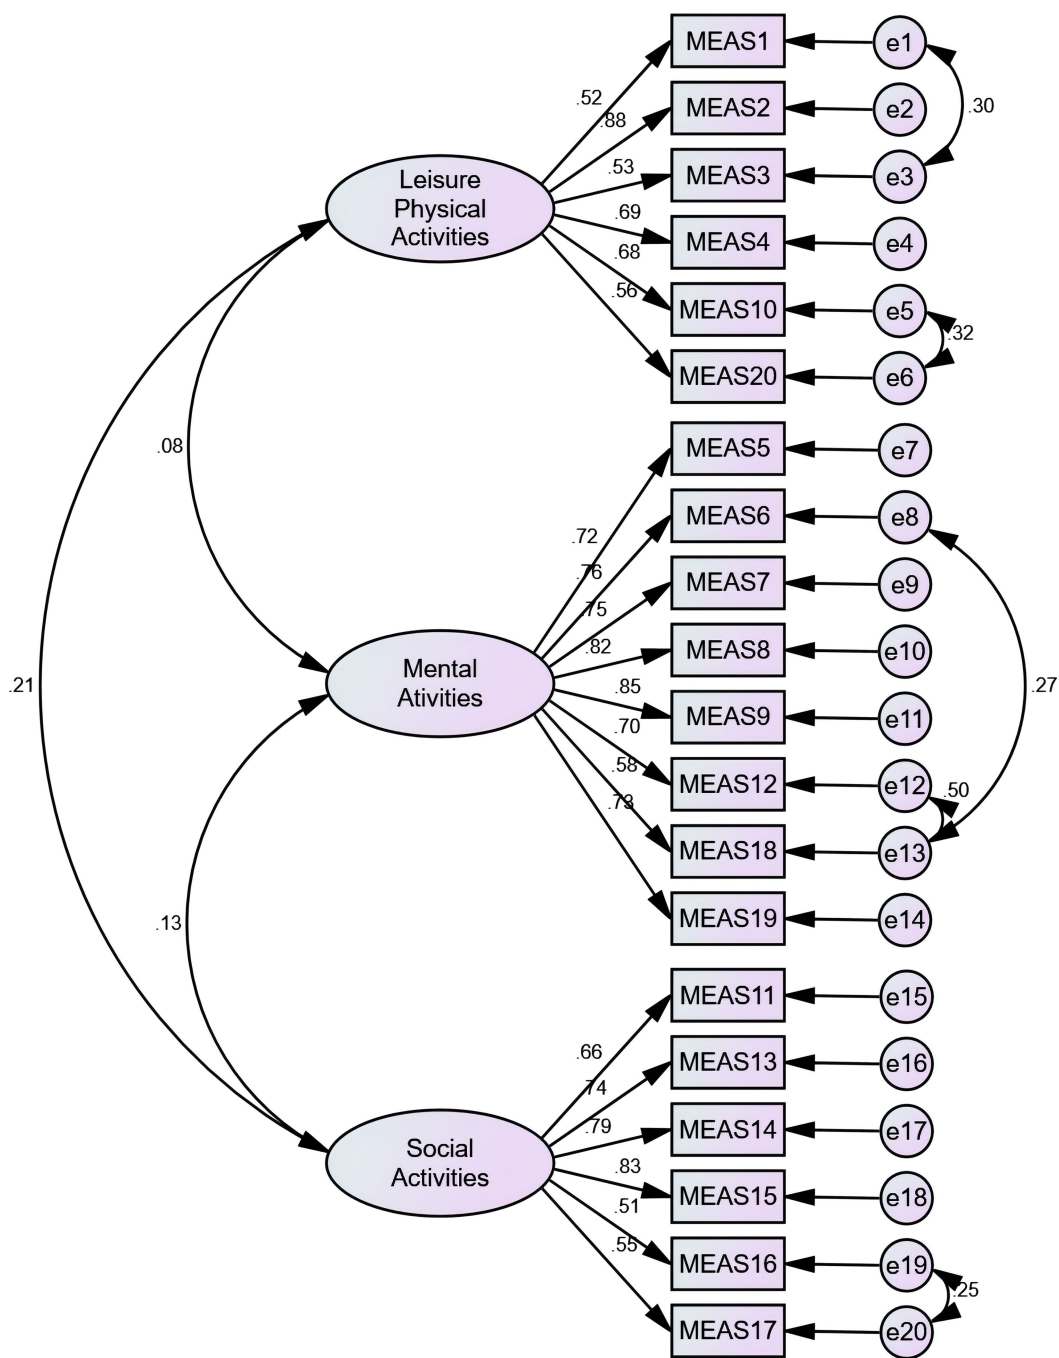 MEAS1
e1
.52
MEAS2
e2
.88
.30
MEAS3
e3
.53
Leisure
Physical
Activities
MEAS4
e4
.69
.68
MEAS10
e5
.56
.32
MEAS20
e6
.08
MEAS5
e7
.72
MEAS6
e8
.76
MEAS7
e9
.75
MEAS8
e10
.82
Mental
Ativities
.21
.85
.27
MEAS9
e11
.70
MEAS12
e12
.58
.50
.73
MEAS18
e13
MEAS19
e14
.13
MEAS11
e15
.66
MEAS13
e16
.74
MEAS14
e17
.79
Social
Activities
.83
MEAS15
e18
.51
.55
MEAS16
e19
.25
MEAS17
e20